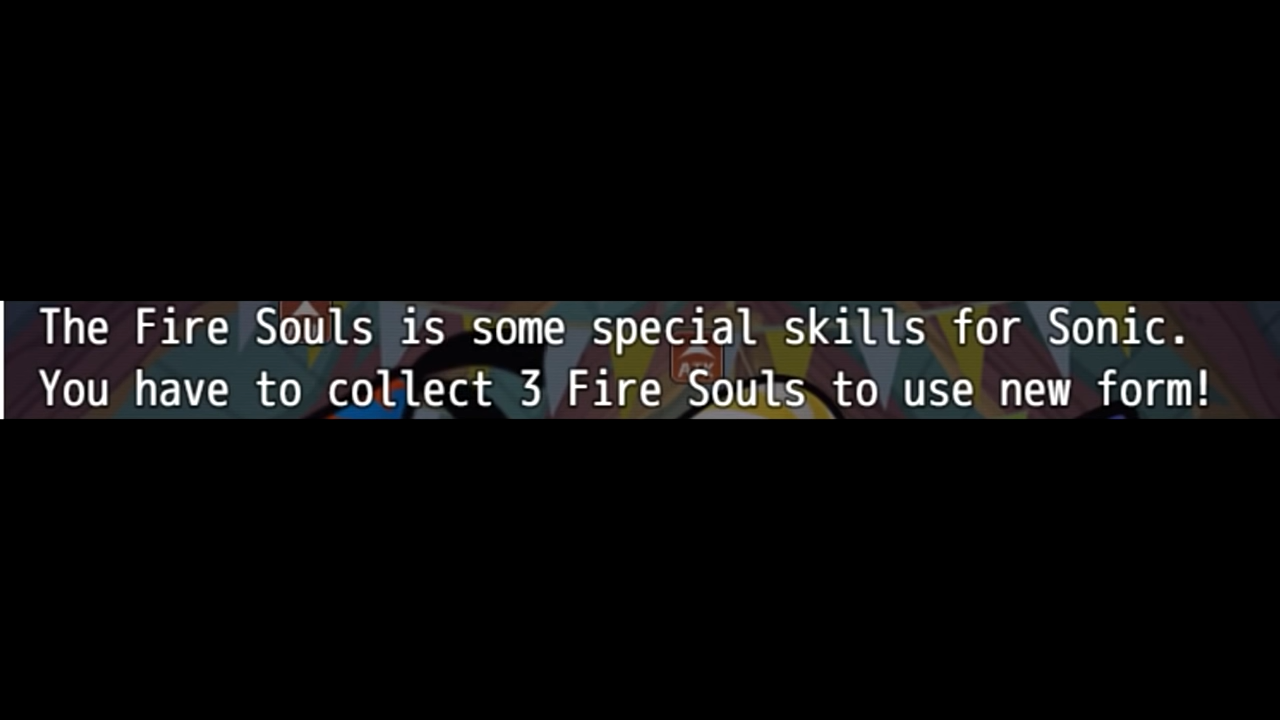 The Fire Souls is some special skills for Sonic.
ATK
You have to collect 3 Fire Souls to use new form!